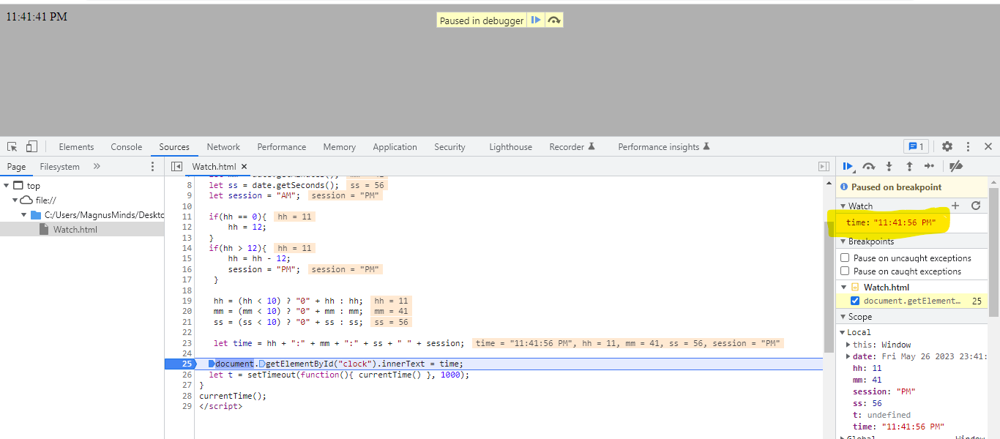 11:41:41 PM
Paused in debugger
Elements Console Sources Network Performance Memory Application Security Lighthouse Recorder Performance insights 1
Page Filesystem » Watch.html ×
Paused on breakpoint
top
file://
C:/Users/MagnusMinds/Deskto
Watch.html
8 let ss = date.getSeconds(); ss = 56
9 let session = "AM"; session = "PM"
10
11 if(hh == 0){ hh = 11
12 hh = 12;
13 }
14 if(hh > 12){ hh = 11
15 hh = hh - 12;
16 session = "PM"; session = "PM"
17 }
18
19 hh = (hh < 10) ? "0" + hh : hh; hh = 11
20 mm = (mm < 10) ? "0" + mm : mm; mm = 41
21 ss = (ss < 10) ? "0" + ss : ss; ss = 56
22
23 let time = hh + ":" + mm + ":" + ss + " " + session; time = "11:41:56 PM", hh = 11, mm = 41, ss = 56, session = "PM"
24
25 document.getElementById("clock").innerText = time;
26 let t = setTimeout(function(){ currentTime() }, 1000);
27 }
28 currentTime();
29 </script>
Watch
time: "11:41:56 PM"
Breakpoints
Pause on uncaught exceptions
Pause on caught exceptions
Watch.html
document.getElement… 25
Scope
Local
this: Window
date: Fri May 26 2023 23:41:
hh: 11
mm: 41
session: "PM"
ss: 56
t: undefined
time: "11:41:56 PM"
Global Window